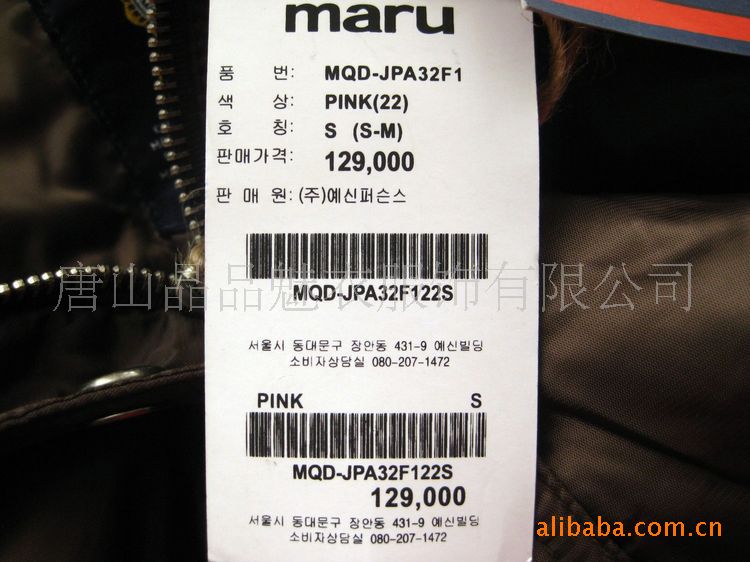 maru
품 번: MQD-JPA32F1
색 상: PINK(22)
호 칭: S (S-M)
판매가격: 129,000
판 매 원: (주)예신퍼슨스
MQD-JPA32F122S
唐山晶品魅衣服饰有限公司
서울시 동대문구 장안동 431-9 예신빌딩
소비자상담실 080-207-1472
PINK S
MQD-JPA32F122S
129,000
서울시 동대문구 장안동 431-9 예신빌딩
소비자상담실 080-207-1472
alibaba.com.cn